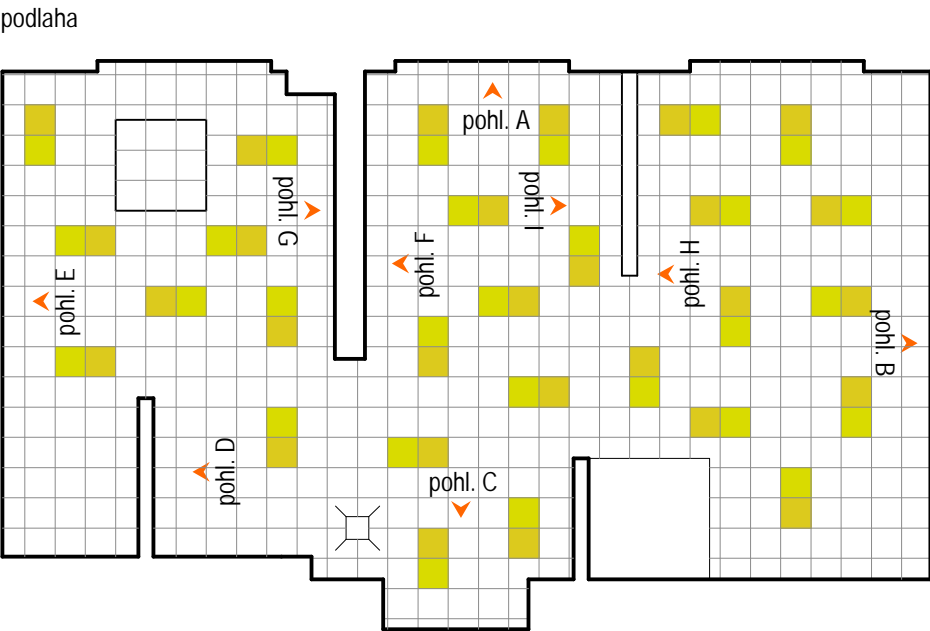 podlaha
pohl. A
pohl. I
pohl. G
pohl. F
pohl. H
pohl. E
pohl. B
pohl. D
pohl. C